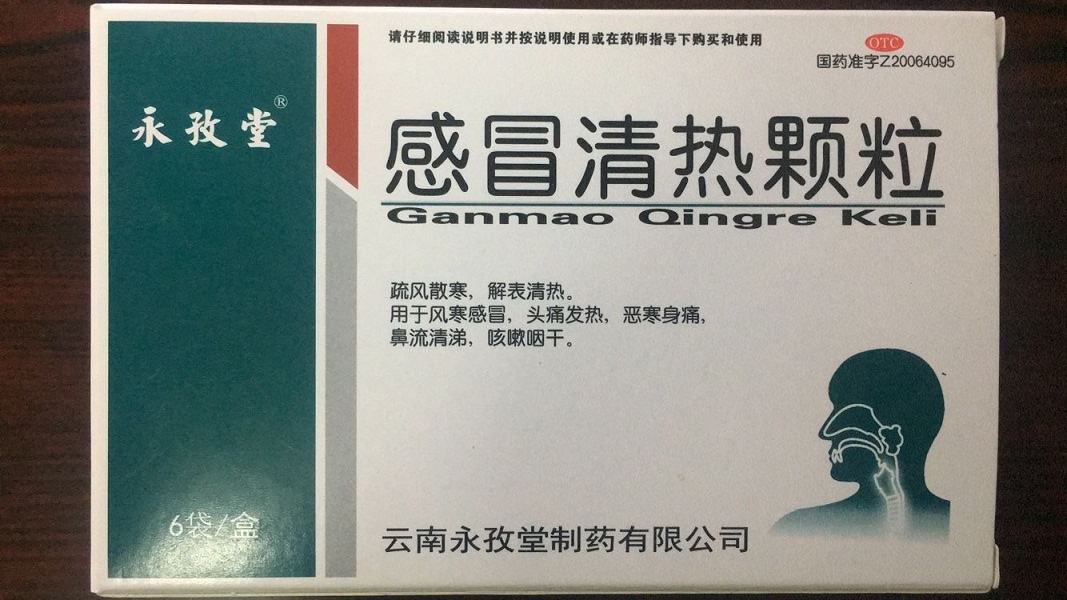 请仔细阅读说明书并按说明使用或在药师指导下购买和使用
OTC
国药准字Z20064095
永孜堂®
感冒清热颗粒
Ganmao Qingre Keli
疏风散寒，解表清热。
用于风寒感冒，头痛发热，恶寒身痛，
鼻流清涕，咳嗽咽干。
6袋/盒
云南永孜堂制药有限公司